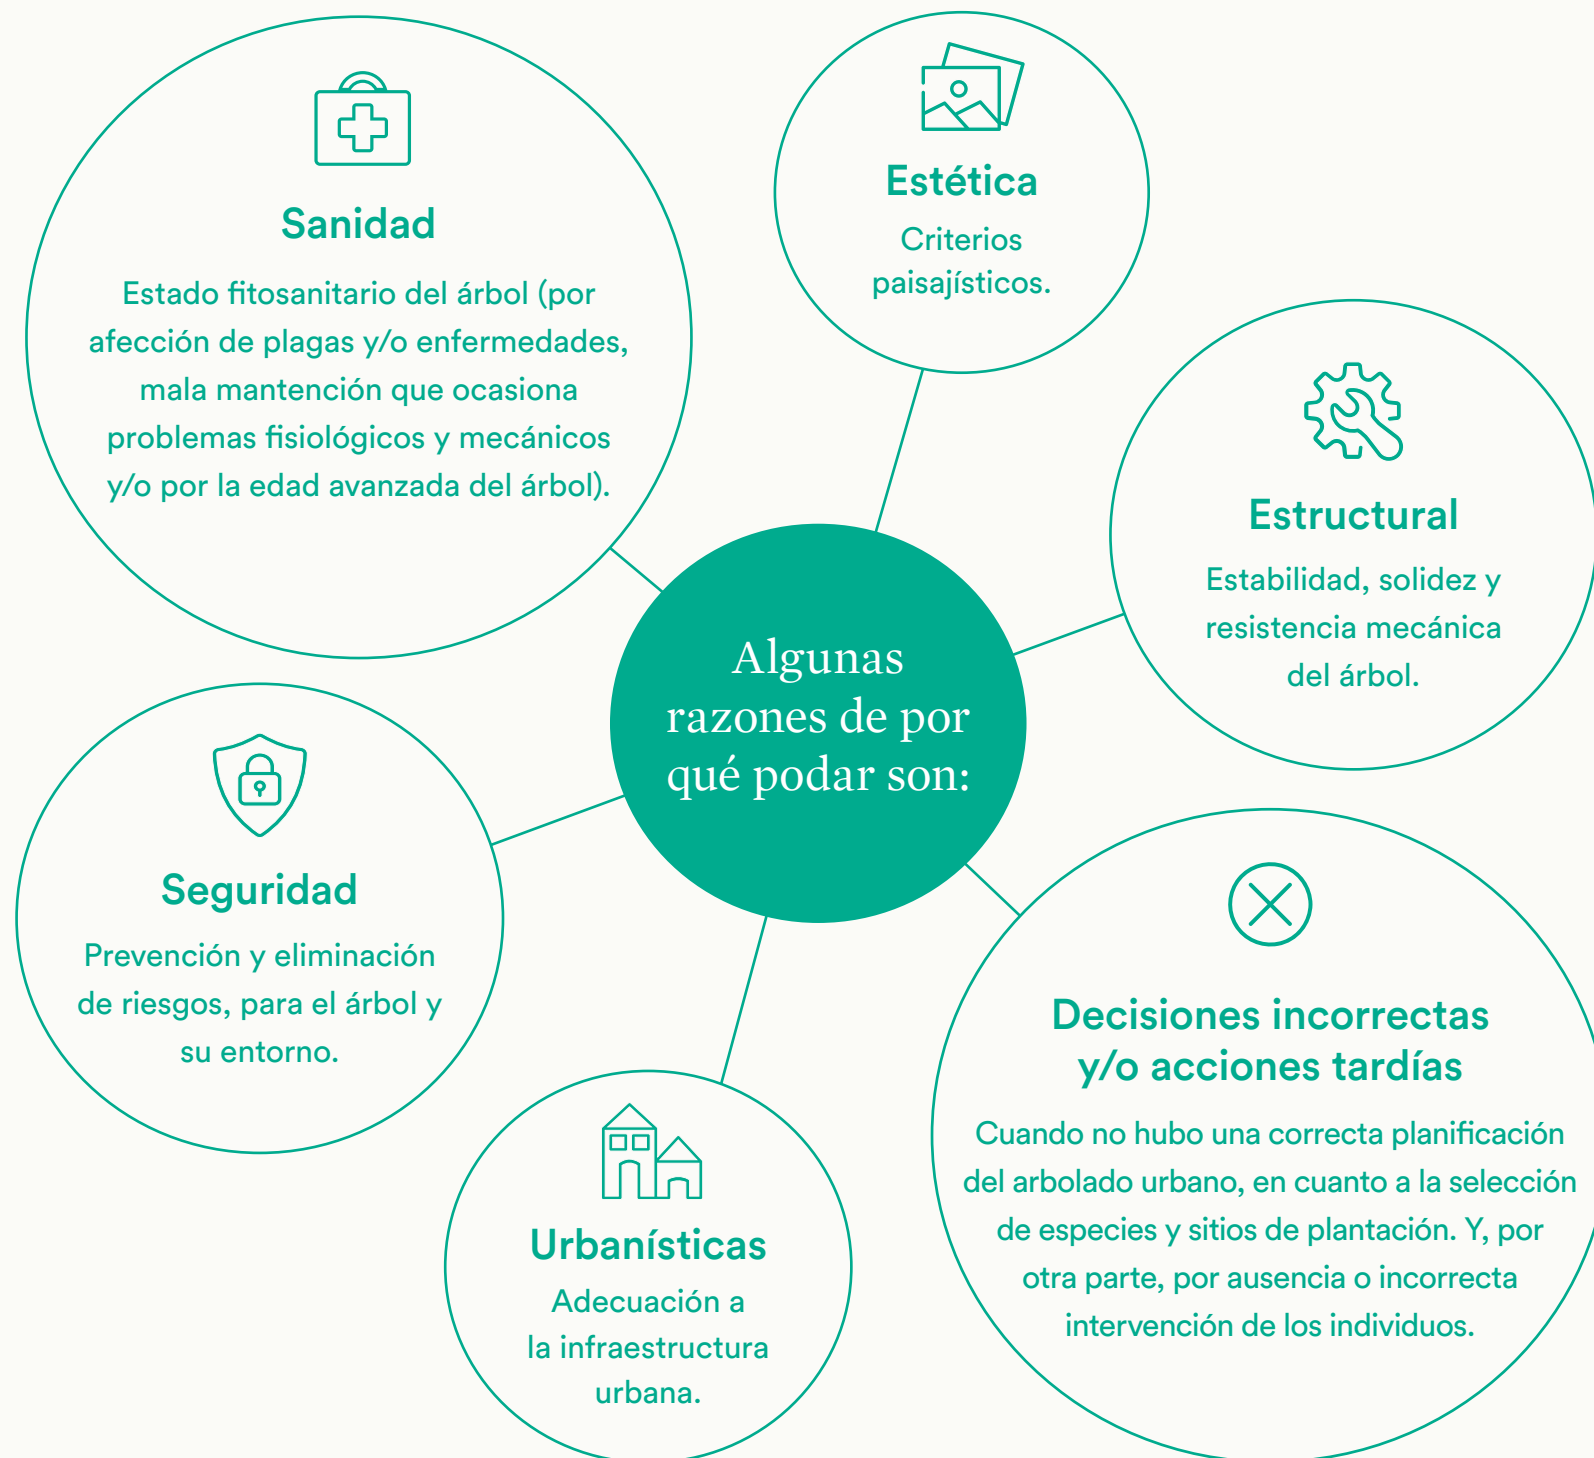 Sanidad
Estado fitosanitario del árbol (por
afección de plagas y/o enfermedades,
mala mantención que ocasiona
problemas fisiológicos y mecánicos
y/o por la edad avanzada del árbol).
Estética
Criterios
paisajísticos.
Estructural
Estabilidad, solidez y
resistencia mecánica
del árbol.
Algunas
razones de por
qué podar son:
Seguridad
Prevención y eliminación
de riesgos, para el árbol y
su entorno.
Decisiones incorrectas
y/o acciones tardías
Cuando no hubo una correcta planificación
del arbolado urbano, en cuanto a la selección
de especies y sitios de plantación. Y, por
otra parte, por ausencia o incorrecta
intervención de los individuos.
Urbanísticas
Adecuación a
la infraestructura
urbana.